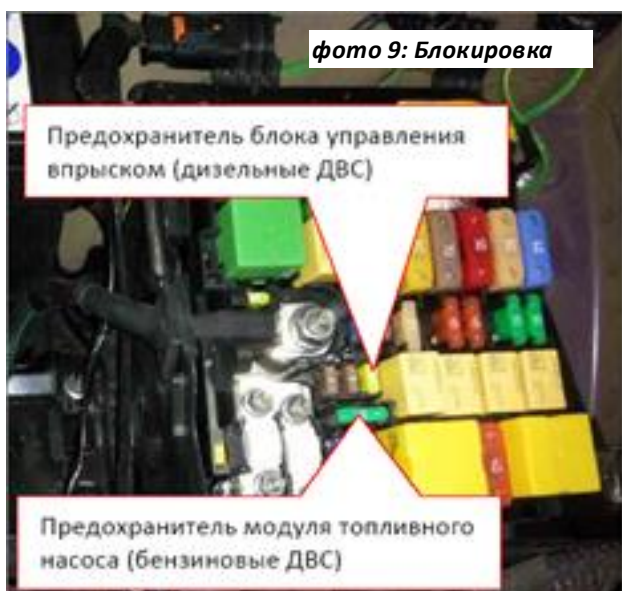 фото 9: Блокировка
Предохранитель блока управления
впрыском (дизельные ДВС)
Предохранитель модуля топливного
насоса (бензиновые ДВС)